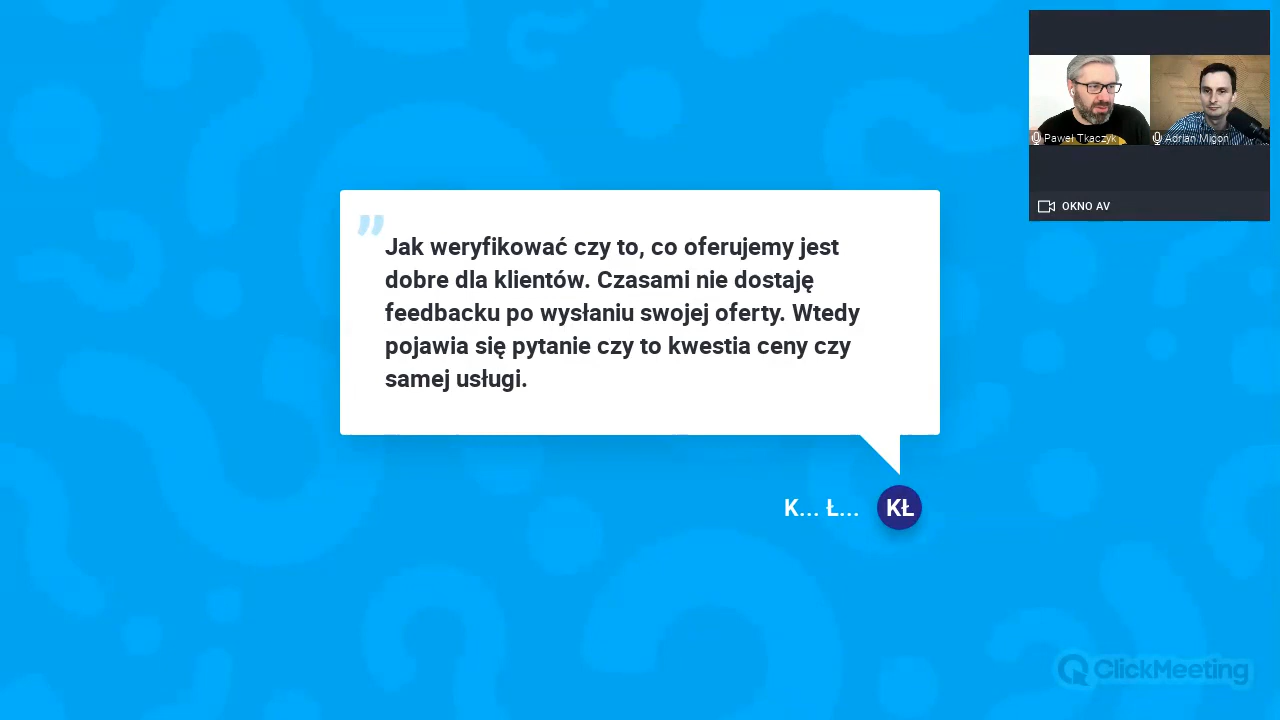 Paweł Tkaczyk
Adrian Migoń
OKNO AV
Jak weryfikować czy to, co oferujemy jest
dobre dla klientów. Czasami nie dostaję
feedbacku po wysłaniu swojej oferty. Wtedy
pojawia się pytanie czy to kwestia ceny czy
samej usługi.
K... Ł...
KŁ
ClickMeeting